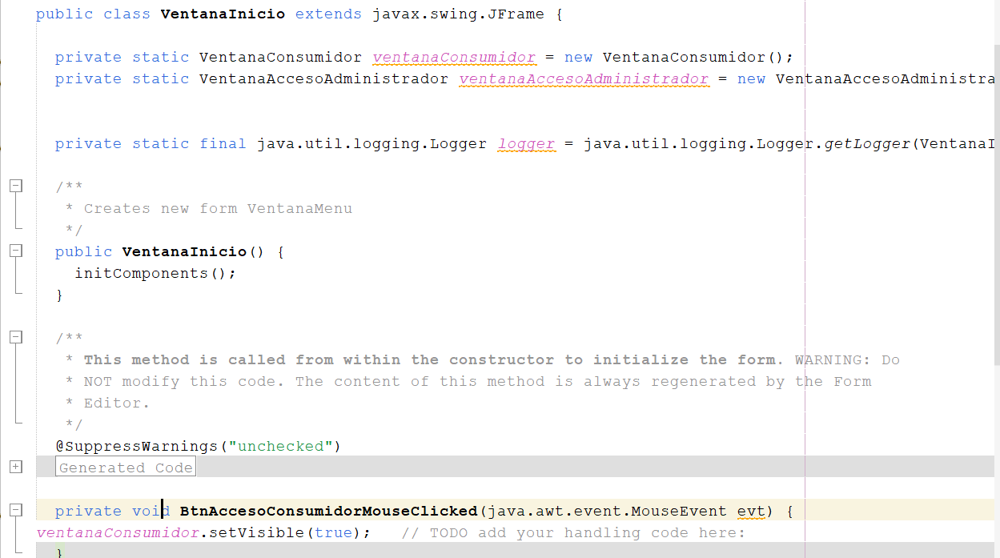 public class VentanaInicio extends javax.swing.JFrame {
private static VentanaConsumidor ventanaConsumidor = new VentanaConsumidor();
private static VentanaAccesoAdministrador ventanaAccesoAdministrador = new VentanaAccesoAdministra
private static final java.util.logging.Logger logger = java.util.logging.Logger.getLogger(VentanaI
/**
* Creates new form VentanaMenu
*/
public VentanaInicio() {
initComponents();
}
/**
* This method is called from within the constructor to initialize the form. WARNING: Do
* NOT modify this code. The content of this method is always regenerated by the Form
* Editor.
*/
@SuppressWarnings("unchecked")
Generated Code
private void BtnAccesoConsumidorMouseClicked(java.awt.event.MouseEvent evt) {
ventanaConsumidor.setVisible(true); // TODO add your handling code here:
}